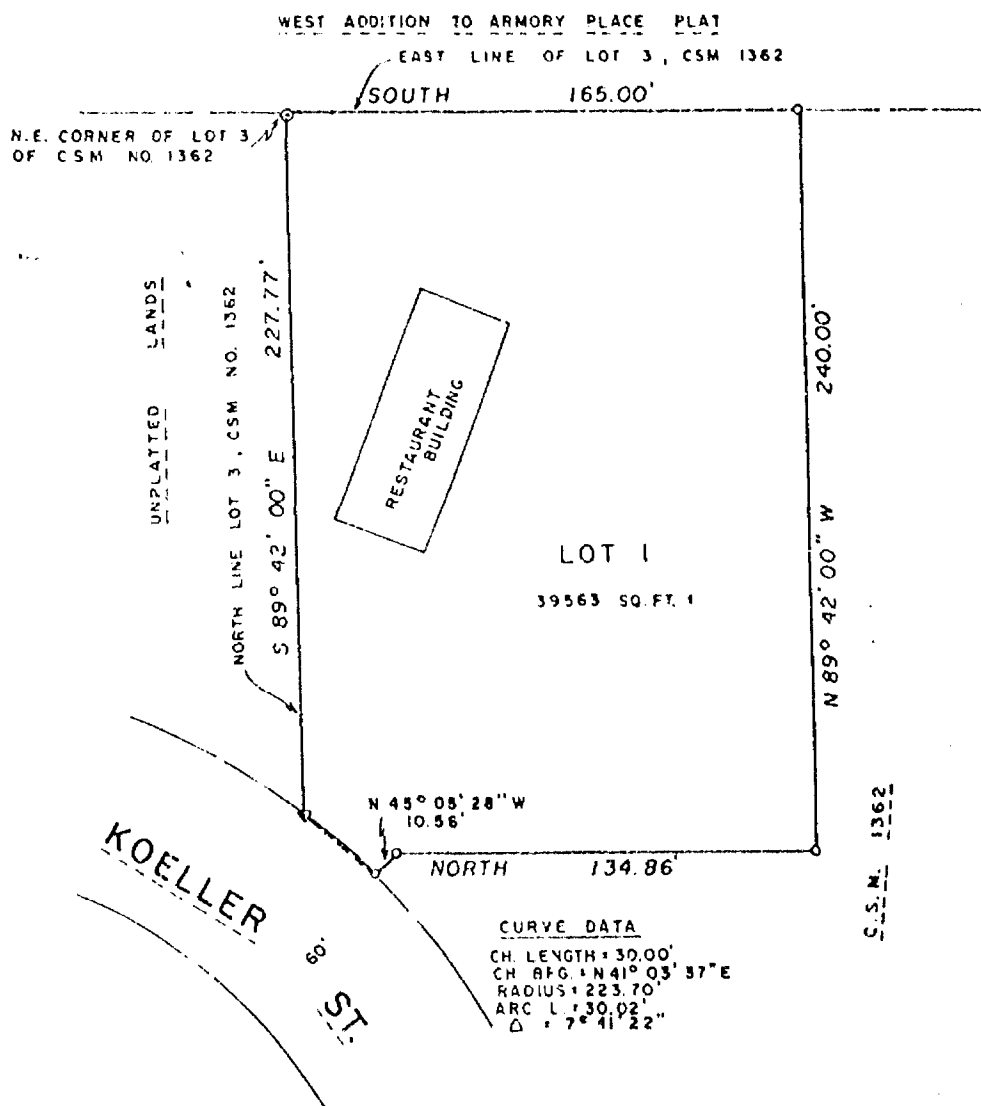 WEST ADDITION TO ARMORY PLACE PLAT
EAST LINE OF LOT 3, CSM 1362
SOUTH 165.00'
N.E. CORNER OF LOT 3
OF CSM NO. 1362
UNPLATTED LANDS
NORTH LINE LOT 3, CSM NO. 1362
S 89° 42' 00" E 227.77'
RESTAURANT
BUILDING
240.00'
N 89° 42' 00" W
LOT 1
39563 SQ. FT. ±
C.S.M. 1362
N 45° 05' 28" W
10.56'
NORTH 134.86'
KOELLER ST.
60'
CURVE DATA
CH. LENGTH = 30.00'
CH BRG. = N 41° 03' 37" E
RADIUS = 223.70'
ARC L. = 30.02'
Δ = 7° 41' 22"